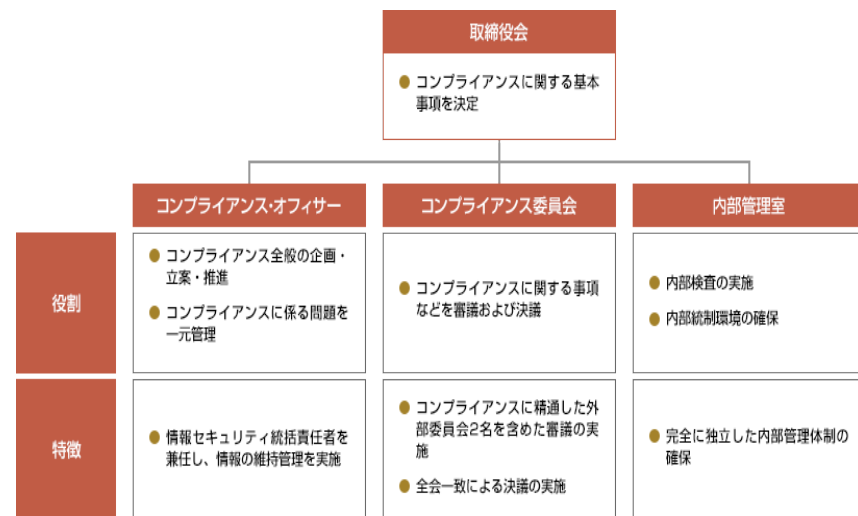 取締役会
● コンプライアンスに関する基本
事項を決定
コンプライアンス・オフィサー
コンプライアンス委員会
内部管理室
役割
● コンプライアンス全般の企画・
立案・推進
● コンプライアンスに係る問題を
一元管理
● コンプライアンスに関する事項
などを審議および決議
● 内部検査の実施
● 内部統制環境の確保
特徴
● 情報セキュリティ統括責任者を
兼任し、情報の維持管理を実施
● コンプライアンスに精通した外
部委員会2名を含めた審議の実
施
● 全会一致による決議の実施
● 完全に独立した内部管理体制の
確保